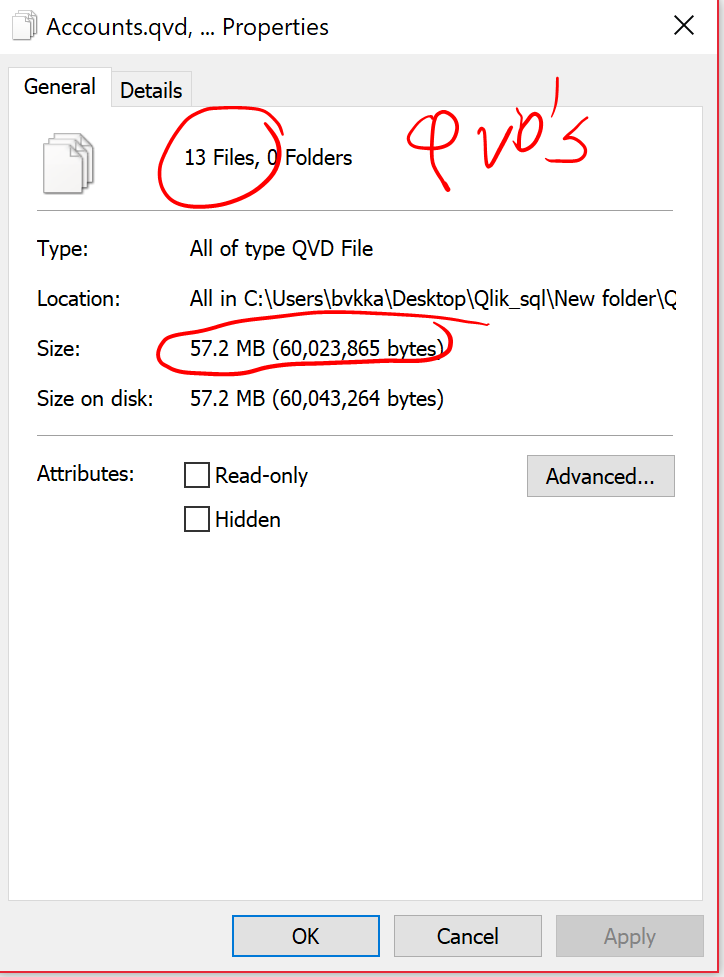 Accounts.qvd, ... Properties
General
Details
QVD's
13 Files, 0 Folders
Type: All of type QVD File
Location: All in C:\Users\bvkka\Desktop\Qlik_sql\New folder\Q
Size: 57.2 MB (60,023,865 bytes)
Size on disk: 57.2 MB (60,043,264 bytes)
Attributes: Read-only Advanced...
Hidden
OK Cancel Apply